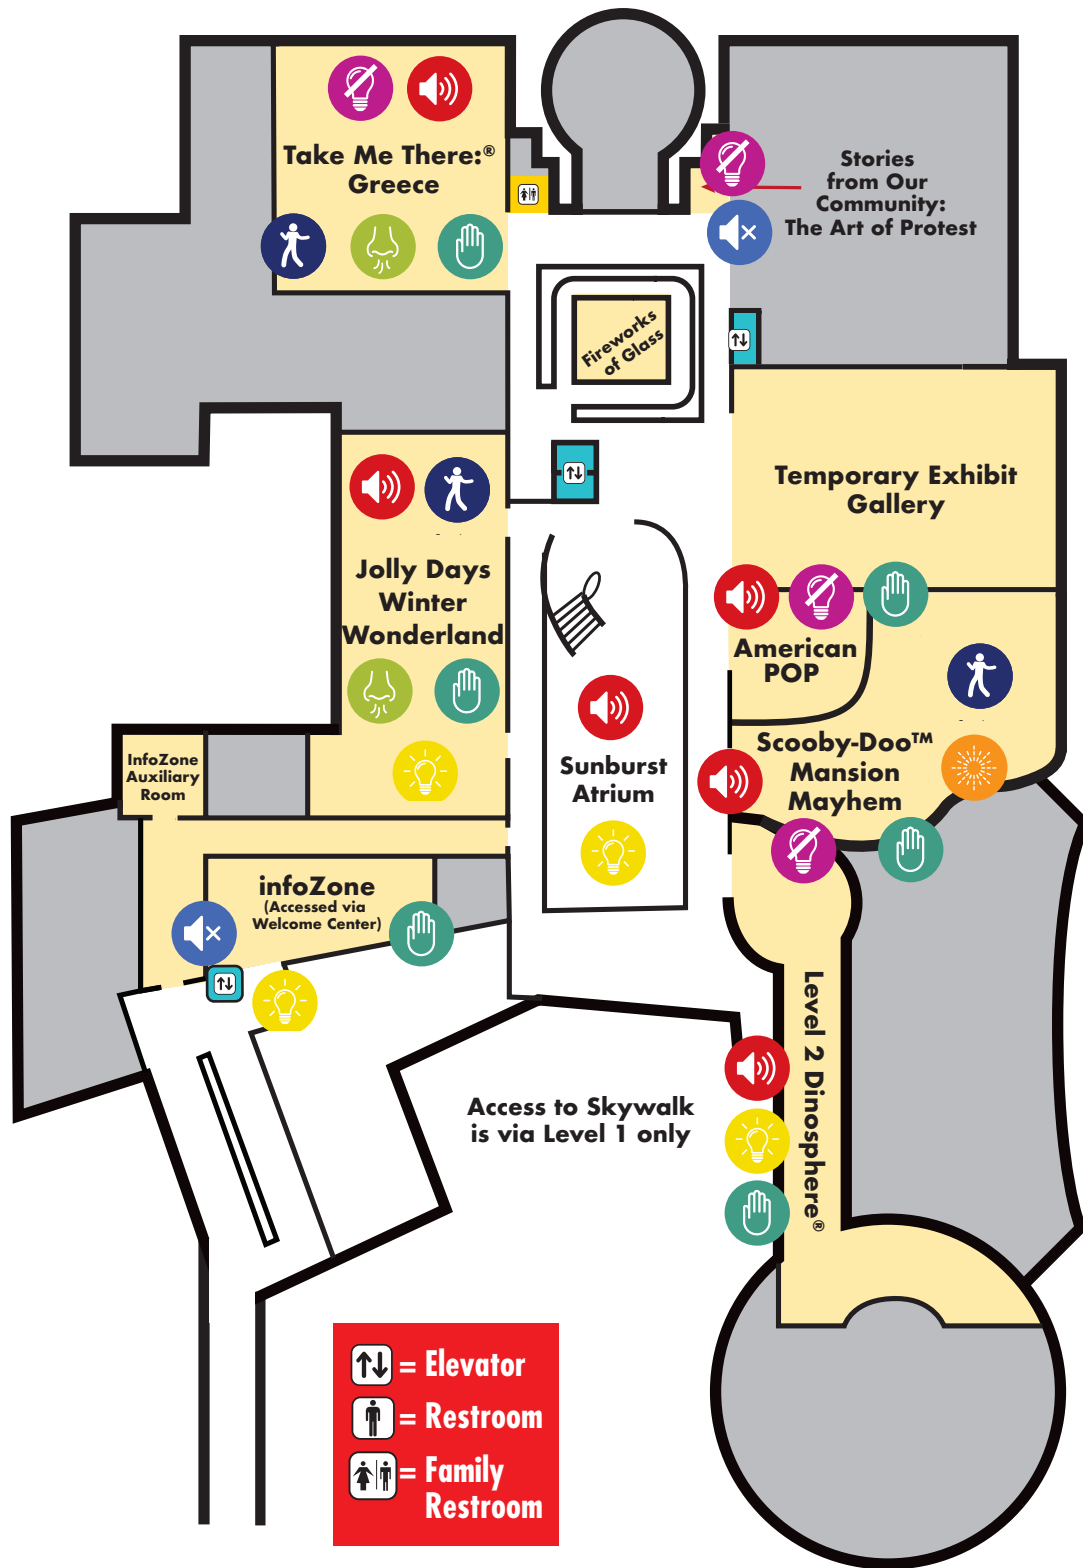 Take Me There:®
Greece
Stories
from Our
Community:
The Art of Protest
Fireworks
of Glass
Temporary Exhibit
Gallery
Jolly Days
Winter
Wonderland
American
POP
Scooby-Doo™
Mansion
Mayhem
Sunburst
Atrium
InfoZone
Auxiliary
Room
infoZone
(Accessed via
Welcome Center)
Level 2 Dinosphere®
Access to Skywalk
is via Level 1 only
= Elevator
= Restroom
= Family
Restroom